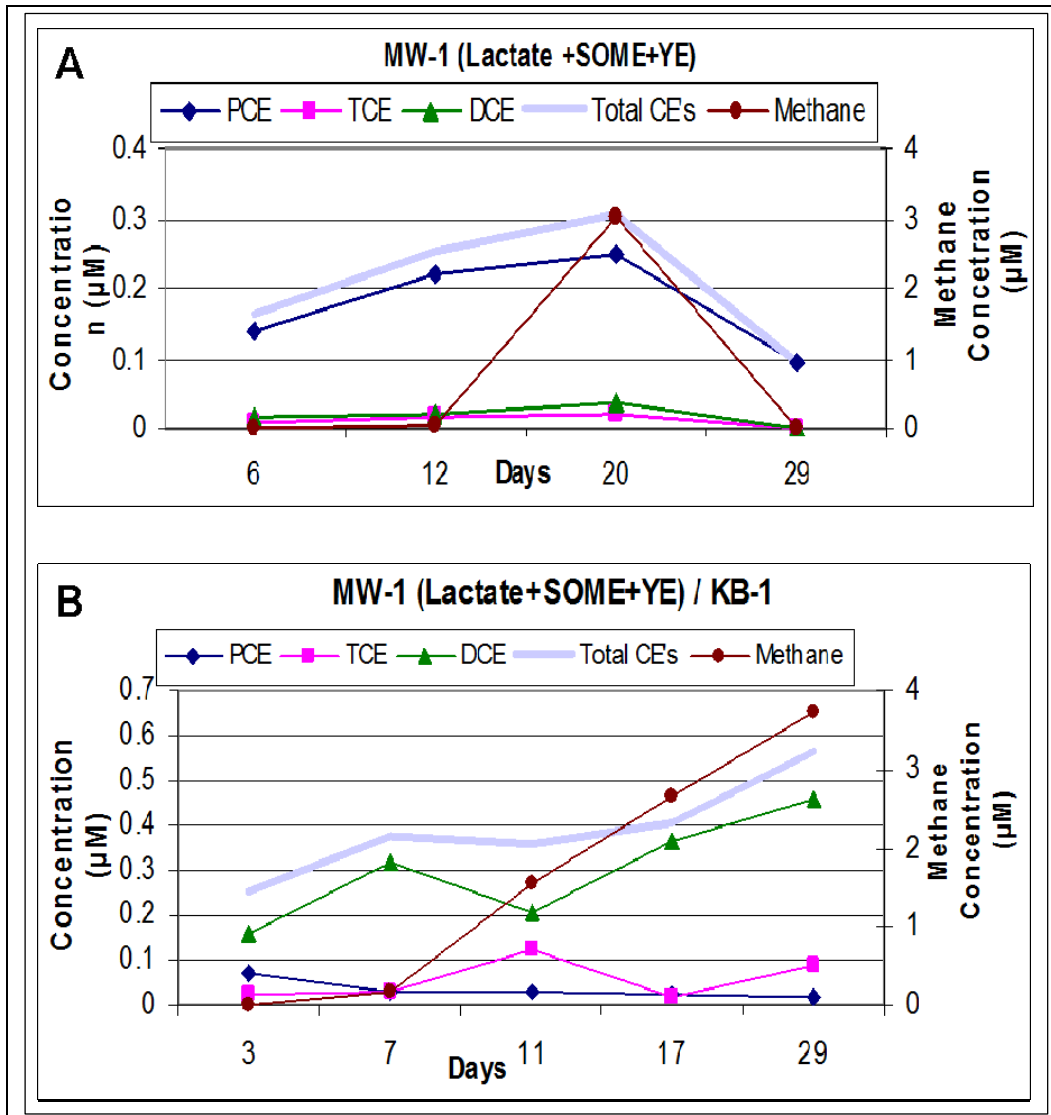 A
MW-1 (Lactate +SOME+YE)
PCE TCE DCE Total CE's Methane
0.4
0.3
0.2
0.1
0
Concentratio
n (µM)
4
3
2
1
0
Methane
Concetration
(µM)
6 12 20 29
Days
B
MW-1 (Lactate+SOME+YE) / KB-1
PCE TCE DCE Total CE's Methane
0.7
0.6
0.5
0.4
0.3
0.2
0.1
0
Concentration
(µM)
4
3
2
1
0
Methane
Concentration
(µM)
3 7 11 17 29
Days